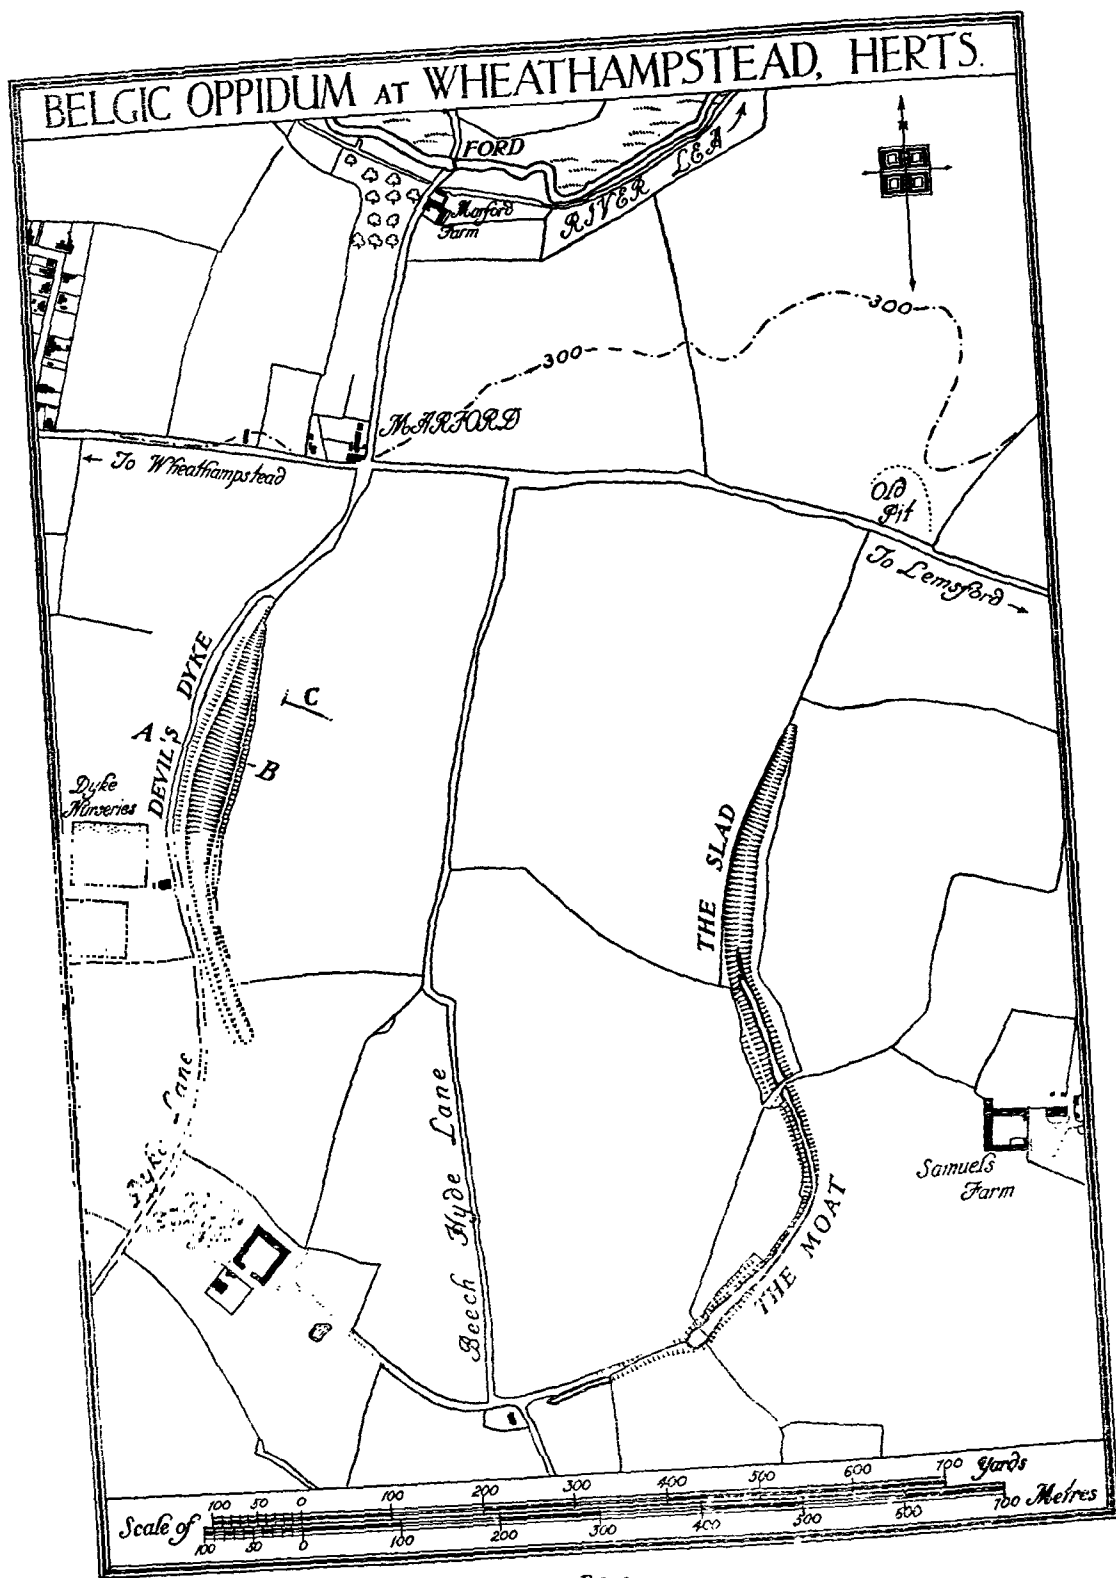 BELGIC OPPIDUM AT WHEATHAMPSTEAD, HERTS.
FORD
RIVER LEA
Marford
Farm
300
300
MARFORD
← To Wheathampstead
Old
Pit
To Lemsford →
DEVIL'S DYKE
C
A
B
Dyke
Nurseries
THE SLAD
Dyke Lane
Beech Hyde Lane
Samuels
Farm
THE MOAT
100 50 0 100 200 300 400 500 600 700 Yards
Scale of
100 50 0 100 200 300 400 500 600 700 Metres